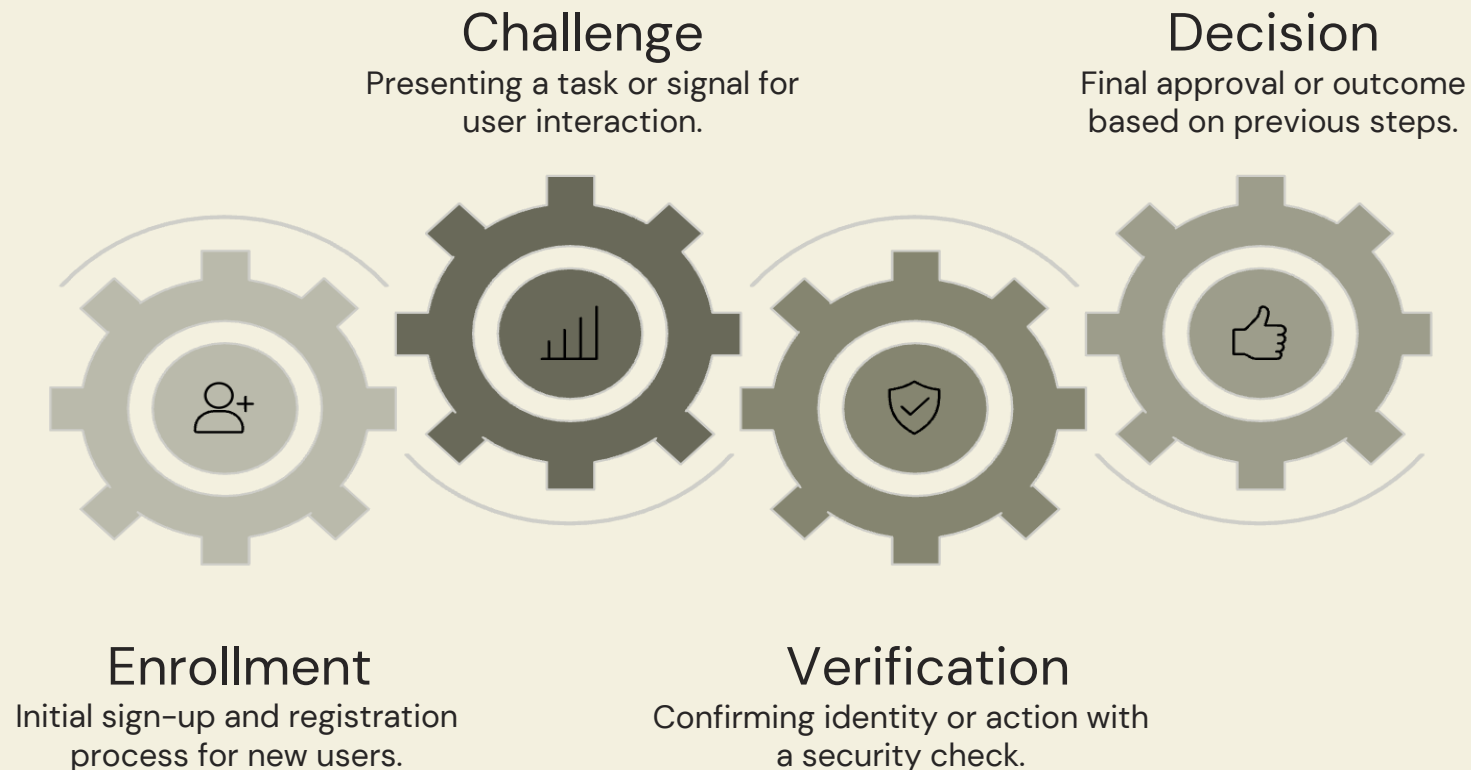 Challenge
Presenting a task or signal for
user interaction.
Decision
Final approval or outcome
based on previous steps.
Enrollment
Initial sign-up and registration
process for new users.
Verification
Confirming identity or action with
a security check.